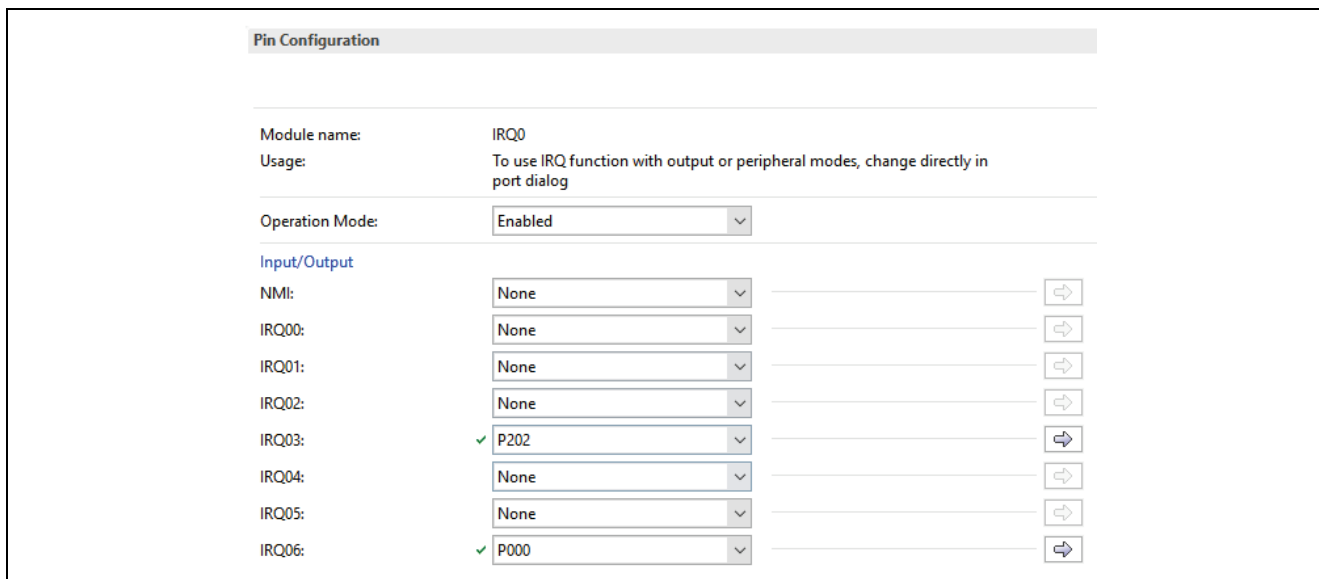 Pin Configuration
Module name: IRQ0
Usage: To use IRQ function with output or peripheral modes, change directly in
port dialog
Operation Mode: Enabled
Input/Output
NMI: None
IRQ00: None
IRQ01: None
IRQ02: None
IRQ03: P202
IRQ04: None
IRQ05: None
IRQ06: P000